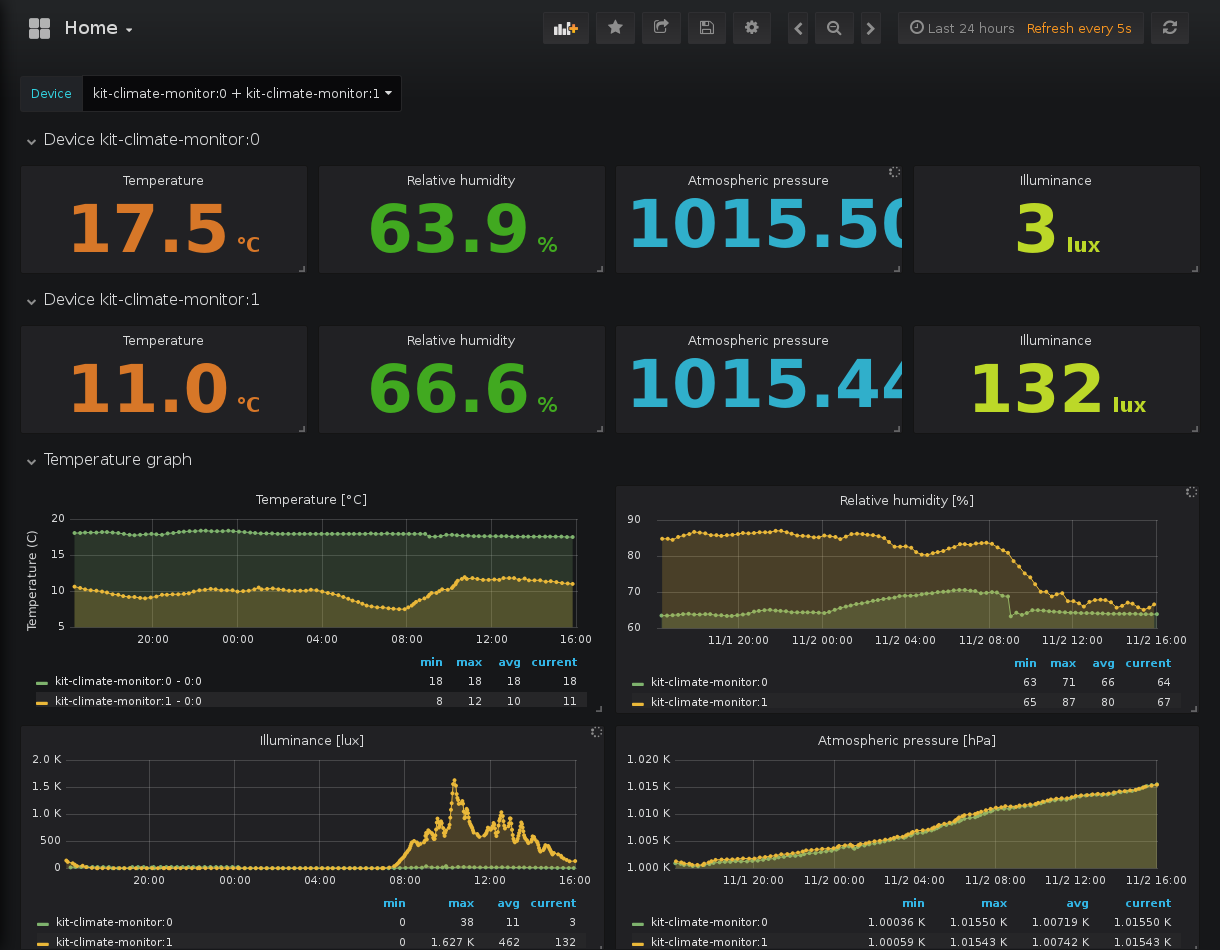 Home
Last 24 hours Refresh every 5s
Device kit-climate-monitor:0 + kit-climate-monitor:1
Device kit-climate-monitor:0
Temperature Relative humidity Atmospheric pressure Illuminance
17.5 °C 63.9 % 1015.50 3 lux
Device kit-climate-monitor:1
Temperature Relative humidity Atmospheric pressure Illuminance
11.0 °C 66.6 % 1015.44 132 lux
Temperature graph
Temperature [°C]
Temperature (C)
20
15
10
5
20:00 00:00 04:00 08:00 12:00 16:00
min max avg current
kit-climate-monitor:0 - 0:0 18 18 18 18
kit-climate-monitor:1 - 0:0 8 12 10 11
Relative humidity [%]
90
80
70
60
11/1 20:00 11/2 00:00 11/2 04:00 11/2 08:00 11/2 12:00 11/2 16:00
min max avg current
kit-climate-monitor:0 63 71 66 64
kit-climate-monitor:1 65 87 80 67
Illuminance [lux]
2.0 K
1.5 K
1.0 K
500
0
20:00 00:00 04:00 08:00 12:00 16:00
min max avg current
kit-climate-monitor:0 0 38 11 3
kit-climate-monitor:1 0 1.627 K 462 132
Atmospheric pressure [hPa]
1.020 K
1.015 K
1.010 K
1.005 K
1.000 K
11/1 20:00 11/2 00:00 11/2 04:00 11/2 08:00 11/2 12:00 11/2 16:00
min max avg current
kit-climate-monitor:0 1.00036 K 1.01550 K 1.00719 K 1.01550 K
kit-climate-monitor:1 1.00059 K 1.01543 K 1.00742 K 1.01543 K